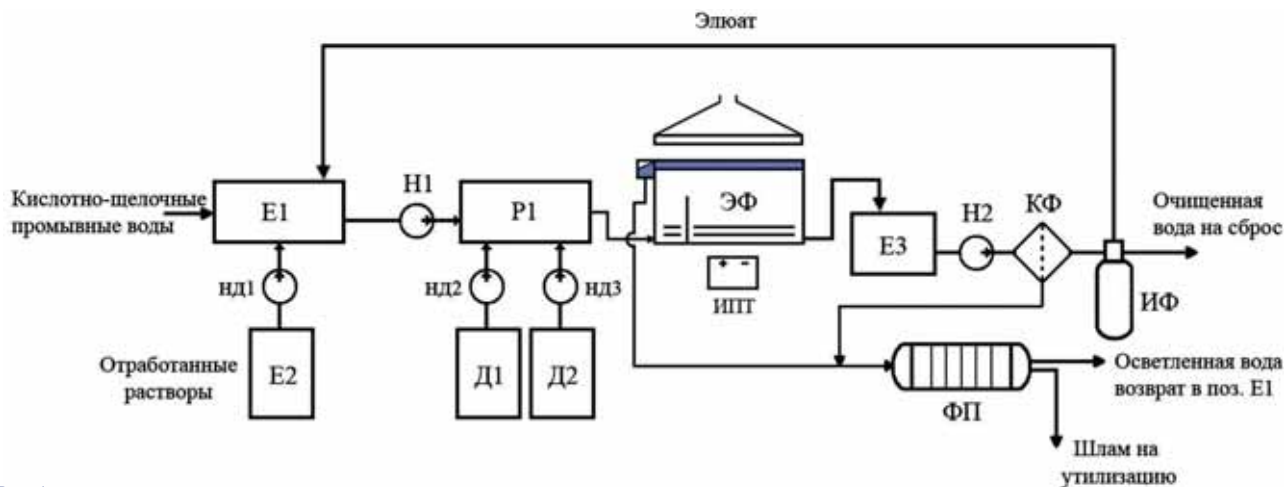 Элюат
Кислотно-щелочные
промывные воды
Е1
Н1
Р1
ЭФ
Е3
Н2
КФ
Очищенная
вода на сброс
ИФ
нд1
нд2
нд3
+ -
ИПТ
Отработанные
растворы
Е2
Д1
Д2
ФП
Осветленная вода
возврат в поз. Е1
Шлам на
утилизацию